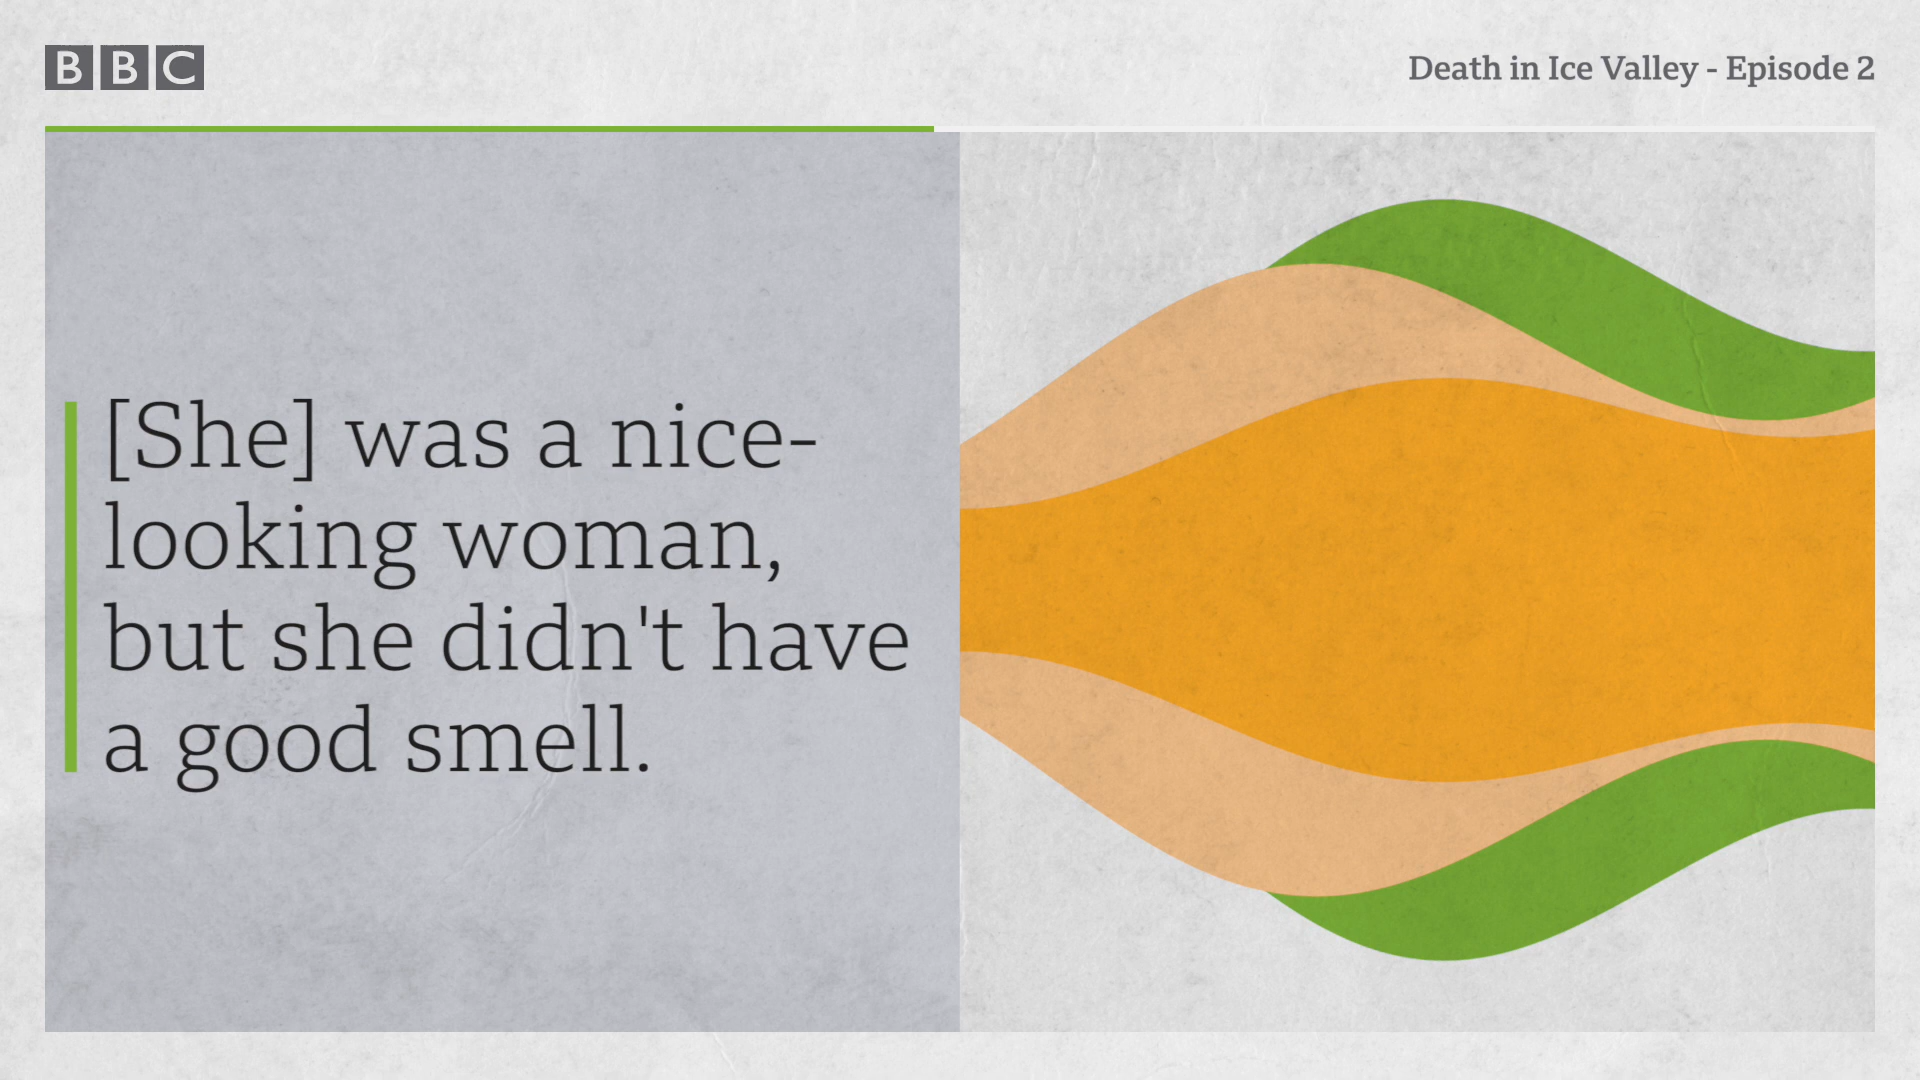 BBC
Death in Ice Valley - Episode 2
[She] was a nice-
looking woman,
but she didn't have
a good smell.